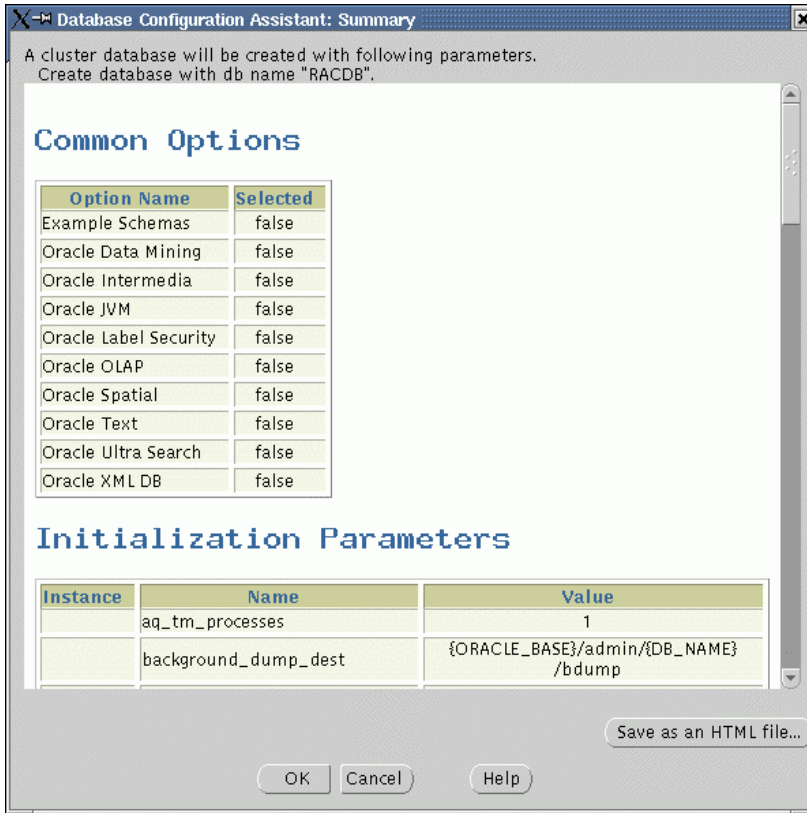 Database Configuration Assistant: Summary
A cluster database will be created with following parameters.
Create database with db name "RACDB".
Common Options
Option Name Selected
Example Schemas false
Oracle Data Mining false
Oracle Intermedia false
Oracle JVM false
Oracle Label Security false
Oracle OLAP false
Oracle Spatial false
Oracle Text false
Oracle Ultra Search false
Oracle XML DB false
Initialization Parameters
Instance Name Value
aq_tm_processes 1
background_dump_dest {ORACLE_BASE}/admin/{DB_NAME}
/bdump
Save as an HTML file...
OK Cancel Help